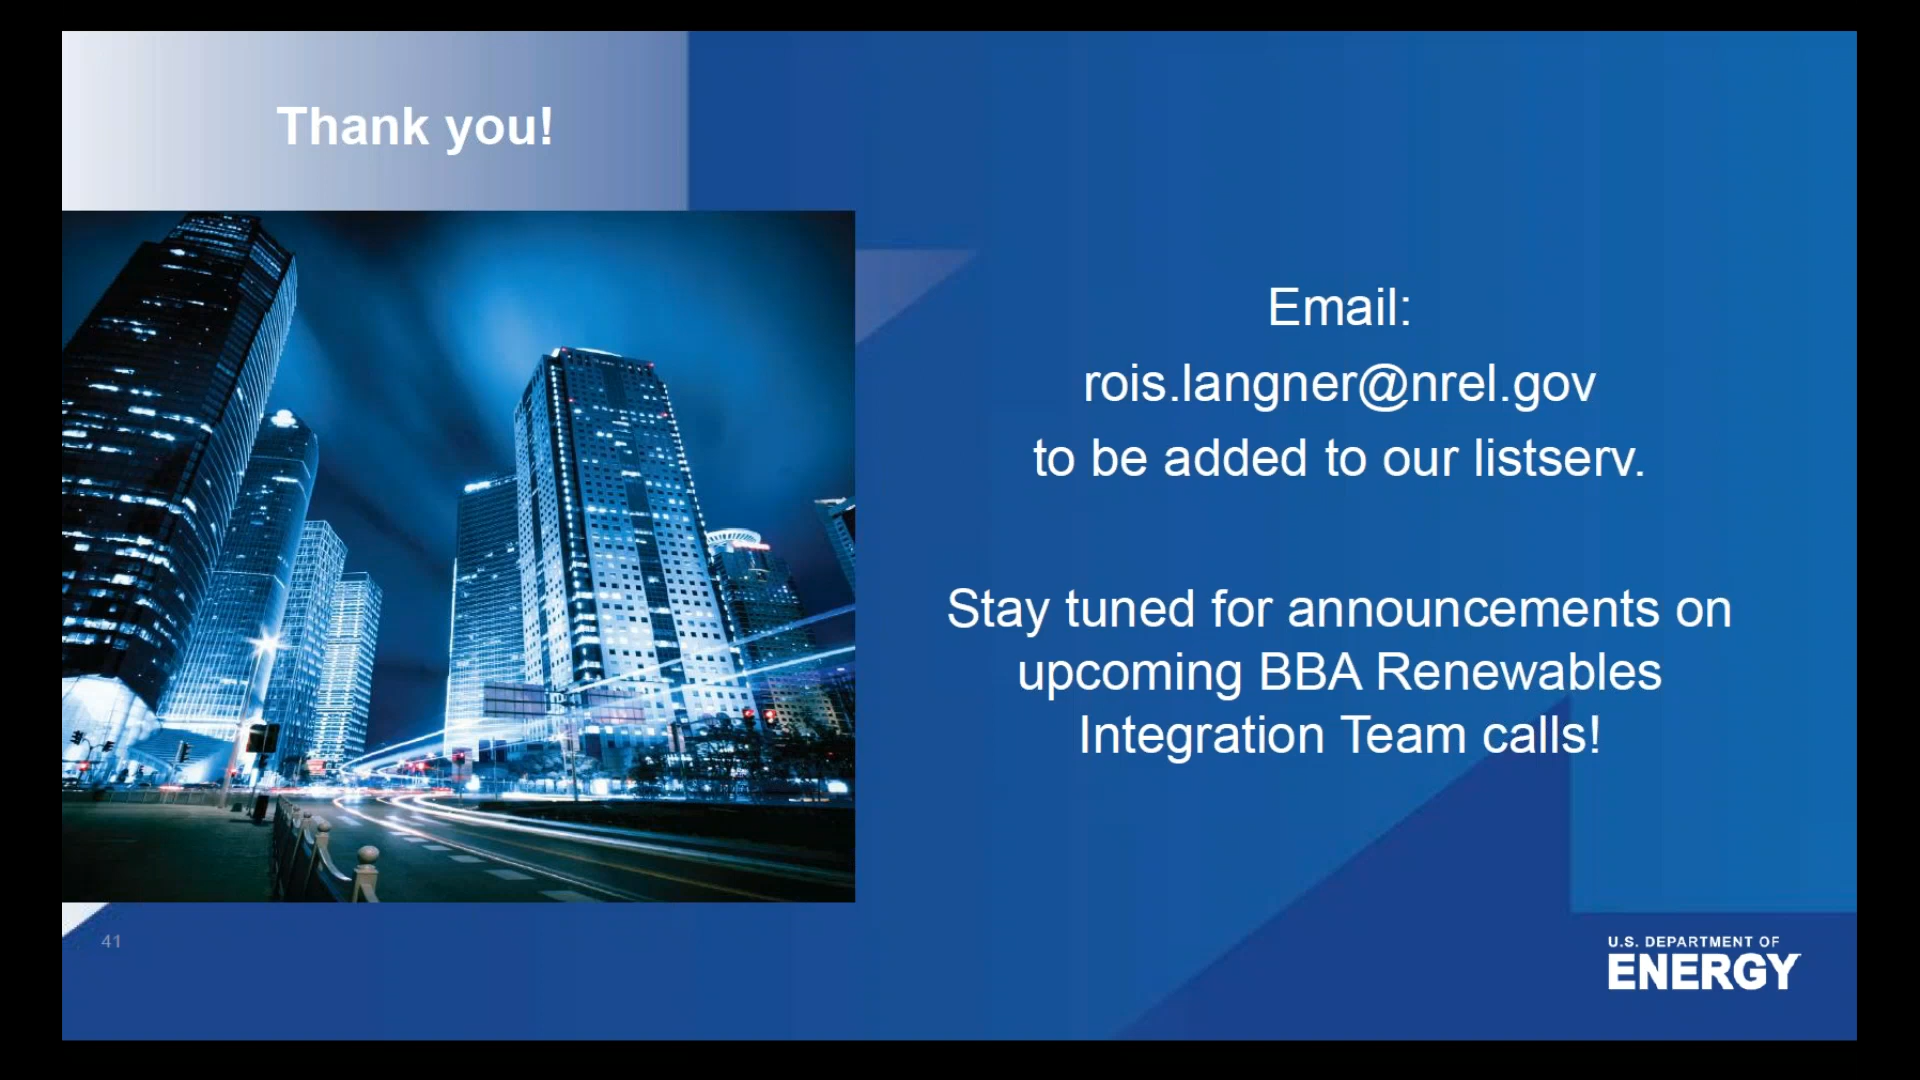 Thank you!
Email:
rois.langner@nrel.gov
to be added to our listserv.
Stay tuned for announcements on
upcoming BBA Renewables
Integration Team calls!
41
U.S. DEPARTMENT OF
ENERGY